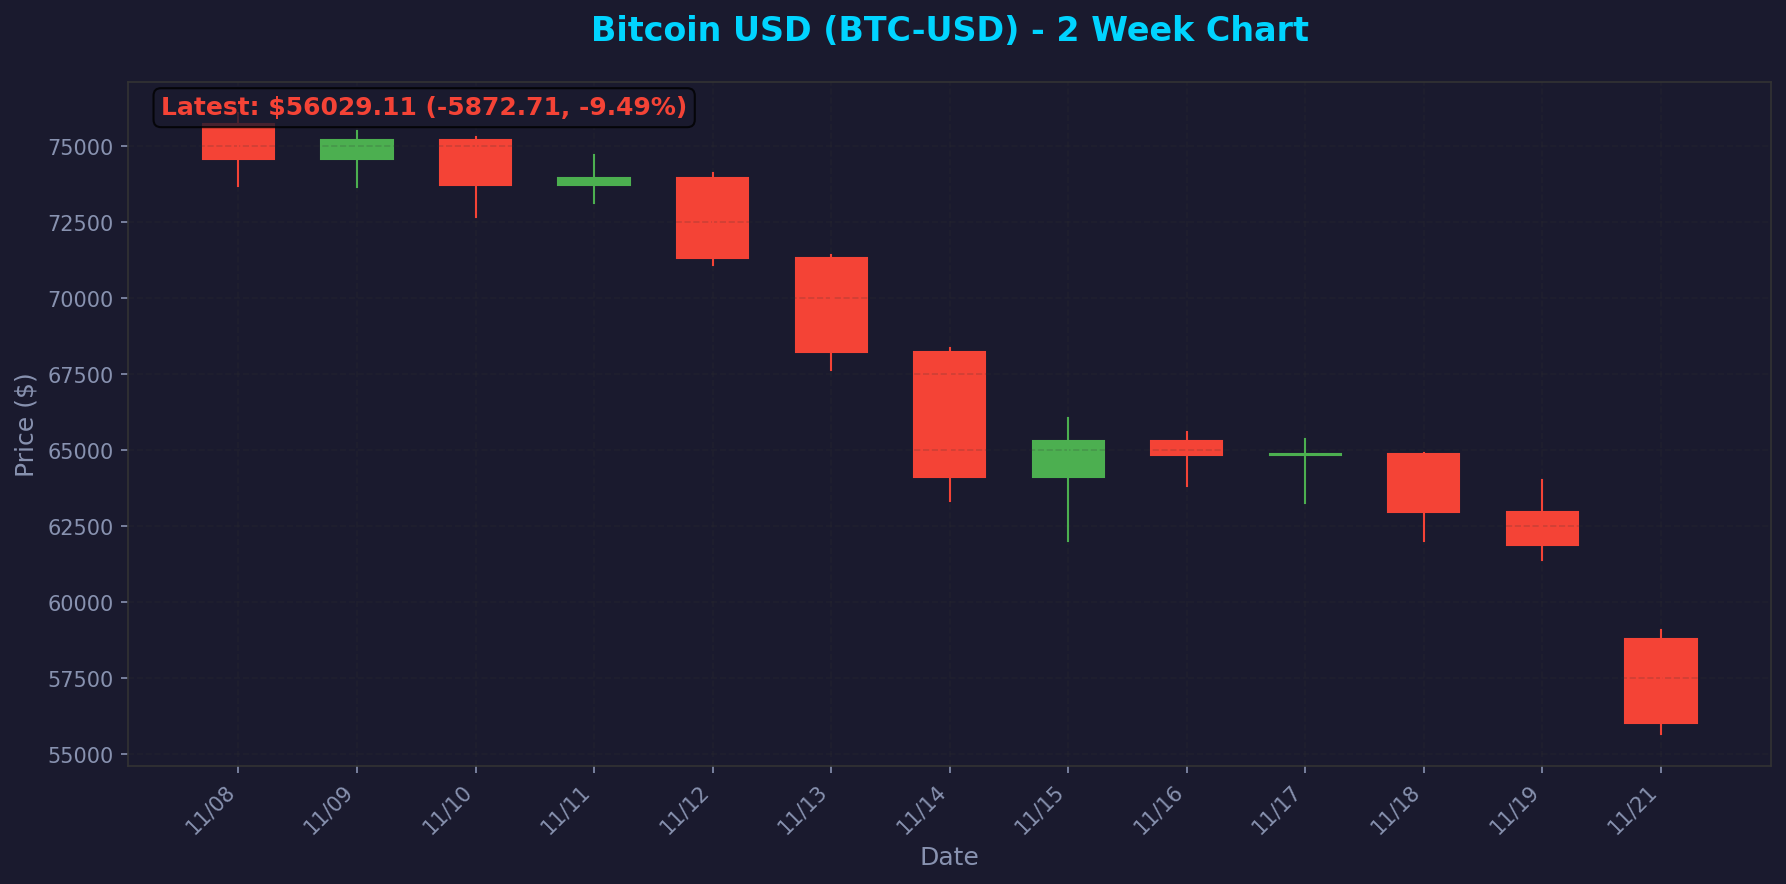 Bitcoin USD (BTC-USD) - 2 Week Chart
Latest: $56029.11 (-5872.71, -9.49%)
75000
72500
70000
67500
65000
62500
60000
57500
55000
Price ($)
11/08 11/09 11/10 11/11 11/12 11/13 11/14 11/15 11/16 11/17 11/18 11/19 11/21
Date